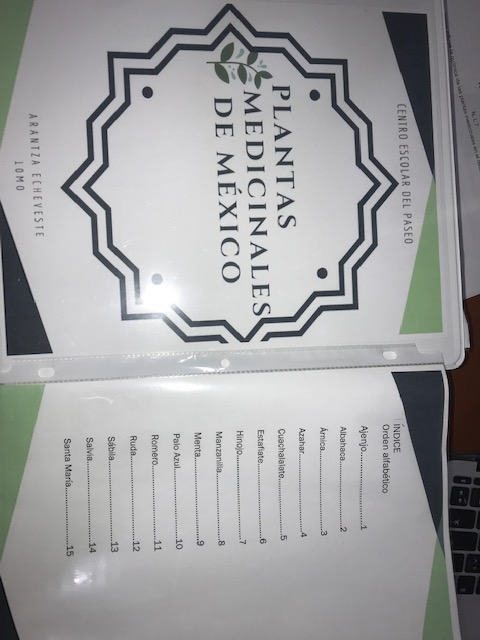 CENTRO ESCOLAR DEL PASEO
PLANTAS
MEDICINALES
DE MÉXICO
ARANTZA ECHEVESTE
LOMO
ÍNDICE
Orden alfabético
Ajenjo..........................1
Albahaca......................2
Árnica..........................3
Azahar.........................4
Cuachalalate................5
Estafiate.......................6
Hinojo..........................7
Manzanilla...................8
Menta..........................9
Palo Azul.....................10
Romero.......................11
Ruda...........................12
Sábila..........................13
Salvia..........................14
Santa María.................15